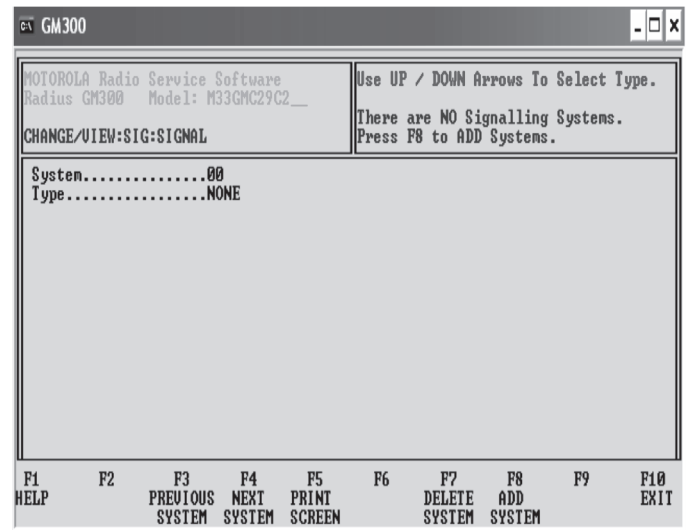 GM300
MOTOROLA Radio Service Software
Radius GM300 Model: M33GMC29C2__
CHANGE/VIEW:SIG:SIGNAL
Use UP / DOWN Arrows To Select Type.
There are NO Signalling Systems.
Press F8 to ADD Systems.
System...............00
Type.................NONE
F1 F2 F3 F4 F5 F6 F7 F8 F9 F10
HELP PREVIOUS NEXT PRINT DELETE ADD EXIT
SYSTEM SYSTEM SCREEN SYSTEM SYSTEM